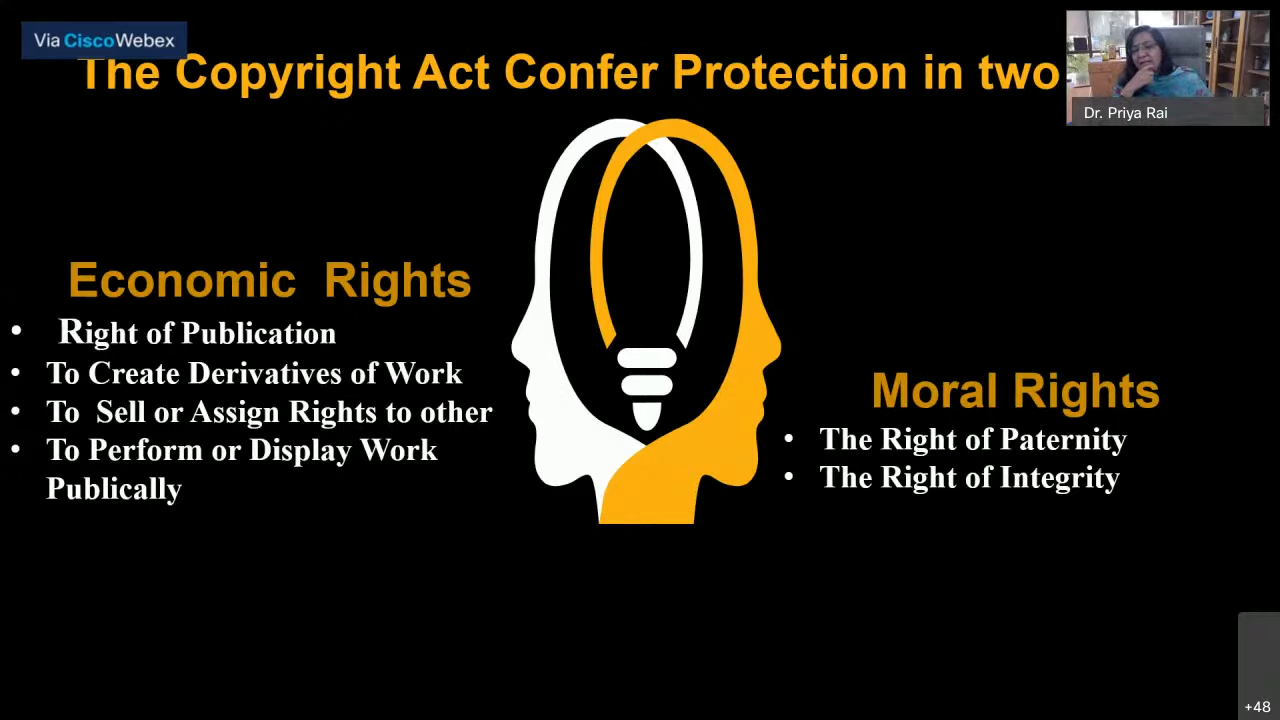 Via CiscoWebex
The Copyright Act Confer Protection in two
Dr. Priya Rai
Economic Rights
• Right of Publication
• To Create Derivatives of Work
• To Sell or Assign Rights to other
• To Perform or Display Work
Publically
Moral Rights
• The Right of Paternity
• The Right of Integrity
+48